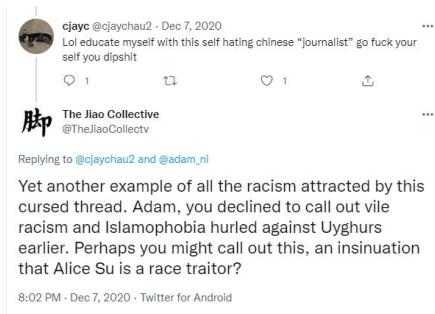 cjayc @cjaychau2 · Dec 7, 2020
Lol educate myself with this self hating chinese “journalist” go fuck your
self you dipshit
1 1
脚
The Jiao Collective
@TheJiaoCollectv
Replying to @cjaychau2 and @adam_ni
Yet another example of all the racism attracted by this
cursed thread. Adam, you declined to call out vile
racism and Islamophobia hurled against Uyghurs
earlier. Perhaps you might call out this, an insinuation
that Alice Su is a race traitor?
8:02 PM · Dec 7, 2020 · Twitter for Android